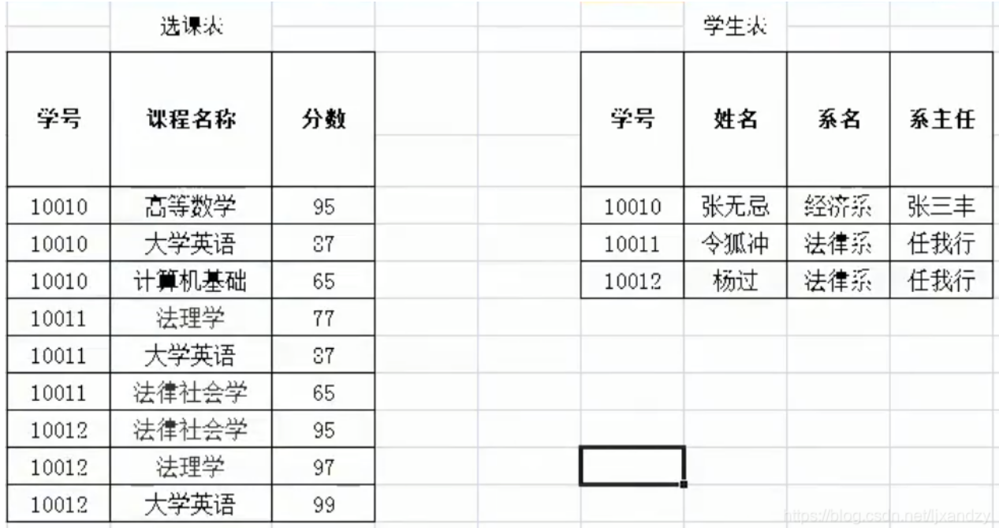 选课表 学生表
学号 课程名称 分数 学号 姓名 系名 系主任
10010 高等数学 95 10010 张无忌 经济系 张三丰
10010 大学英语 87 10011 令狐冲 法律系 任我行
10010 计算机基础 65 10012 杨过 法律系 任我行
10011 法理学 77
10011 大学英语 87
10011 法律社会学 65
10012 法律社会学 95
10012 法理学 97
10012 大学英语 99
https://blog.csdn.net/ljxandzy